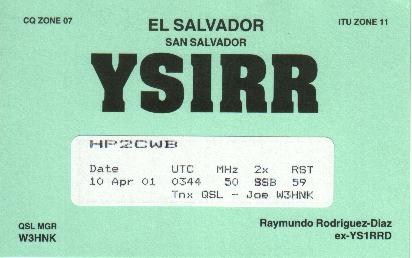 CQ ZONE 07
EL SALVADOR
ITU ZONE 11
SAN SALVADOR
YS1RR
HP2CWB
Date UTC MHz 2x RST
10 Apr 01 0344 50 SSB 59
Tnx QSL - Joe W3HNK
QSL MGR
W3HNK
Raymundo Rodriguez-Diaz
ex-YS1RRD